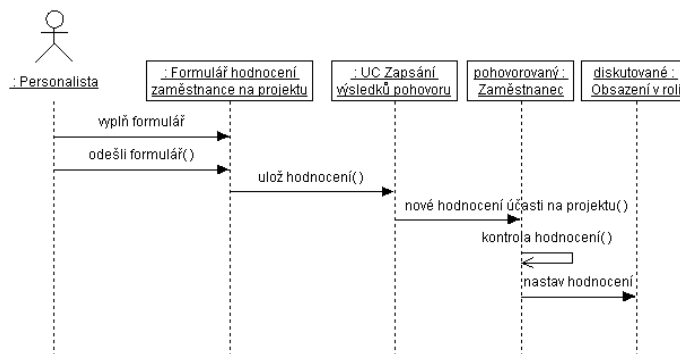 : Personalista
: Formulář hodnocení
zaměstnance na projektu
: UC Zapsání
výsledků pohovoru
pohovorovaný :
Zaměstnanec
diskutované :
Obsazení v roli
vyplň formulář
odešli formulář( )
ulož hodnocení( )
nové hodnocení účasti na projektu( )
kontrola hodnocení( )
nastav hodnocení